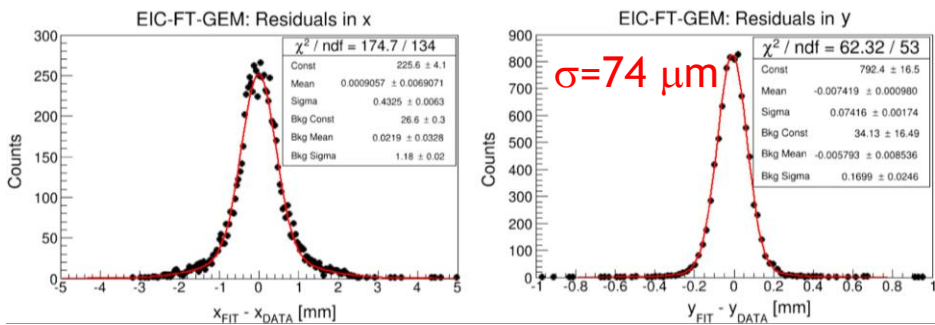 EIC-FT-GEM: Residuals in x
χ² / ndf = 174.7 / 134
Const 225.6 ± 4.1
Mean 0.0009057 ± 0.0069071
Sigma 0.4325 ± 0.0063
Bkg Const 26.6 ± 0.3
Bkg Mean 0.0219 ± 0.0328
Bkg Sigma 1.18 ± 0.02
Counts
300
250
200
150
100
50
0
-5 -4 -3 -2 -1 0 1 2 3 4 5
x_FIT - x_DATA [mm]
EIC-FT-GEM: Residuals in y
σ=74 μm
χ² / ndf = 62.32 / 53
Const 792.4 ± 16.5
Mean -0.007419 ± 0.000980
Sigma 0.07416 ± 0.00174
Bkg Const 34.13 ± 16.49
Bkg Mean -0.005793 ± 0.008536
Bkg Sigma 0.1699 ± 0.0246
Counts
900
800
700
600
500
400
300
200
100
0
-1 -0.8 -0.6 -0.4 -0.2 0 0.2 0.4 0.6 0.8 1
y_FIT - y_DATA [mm]